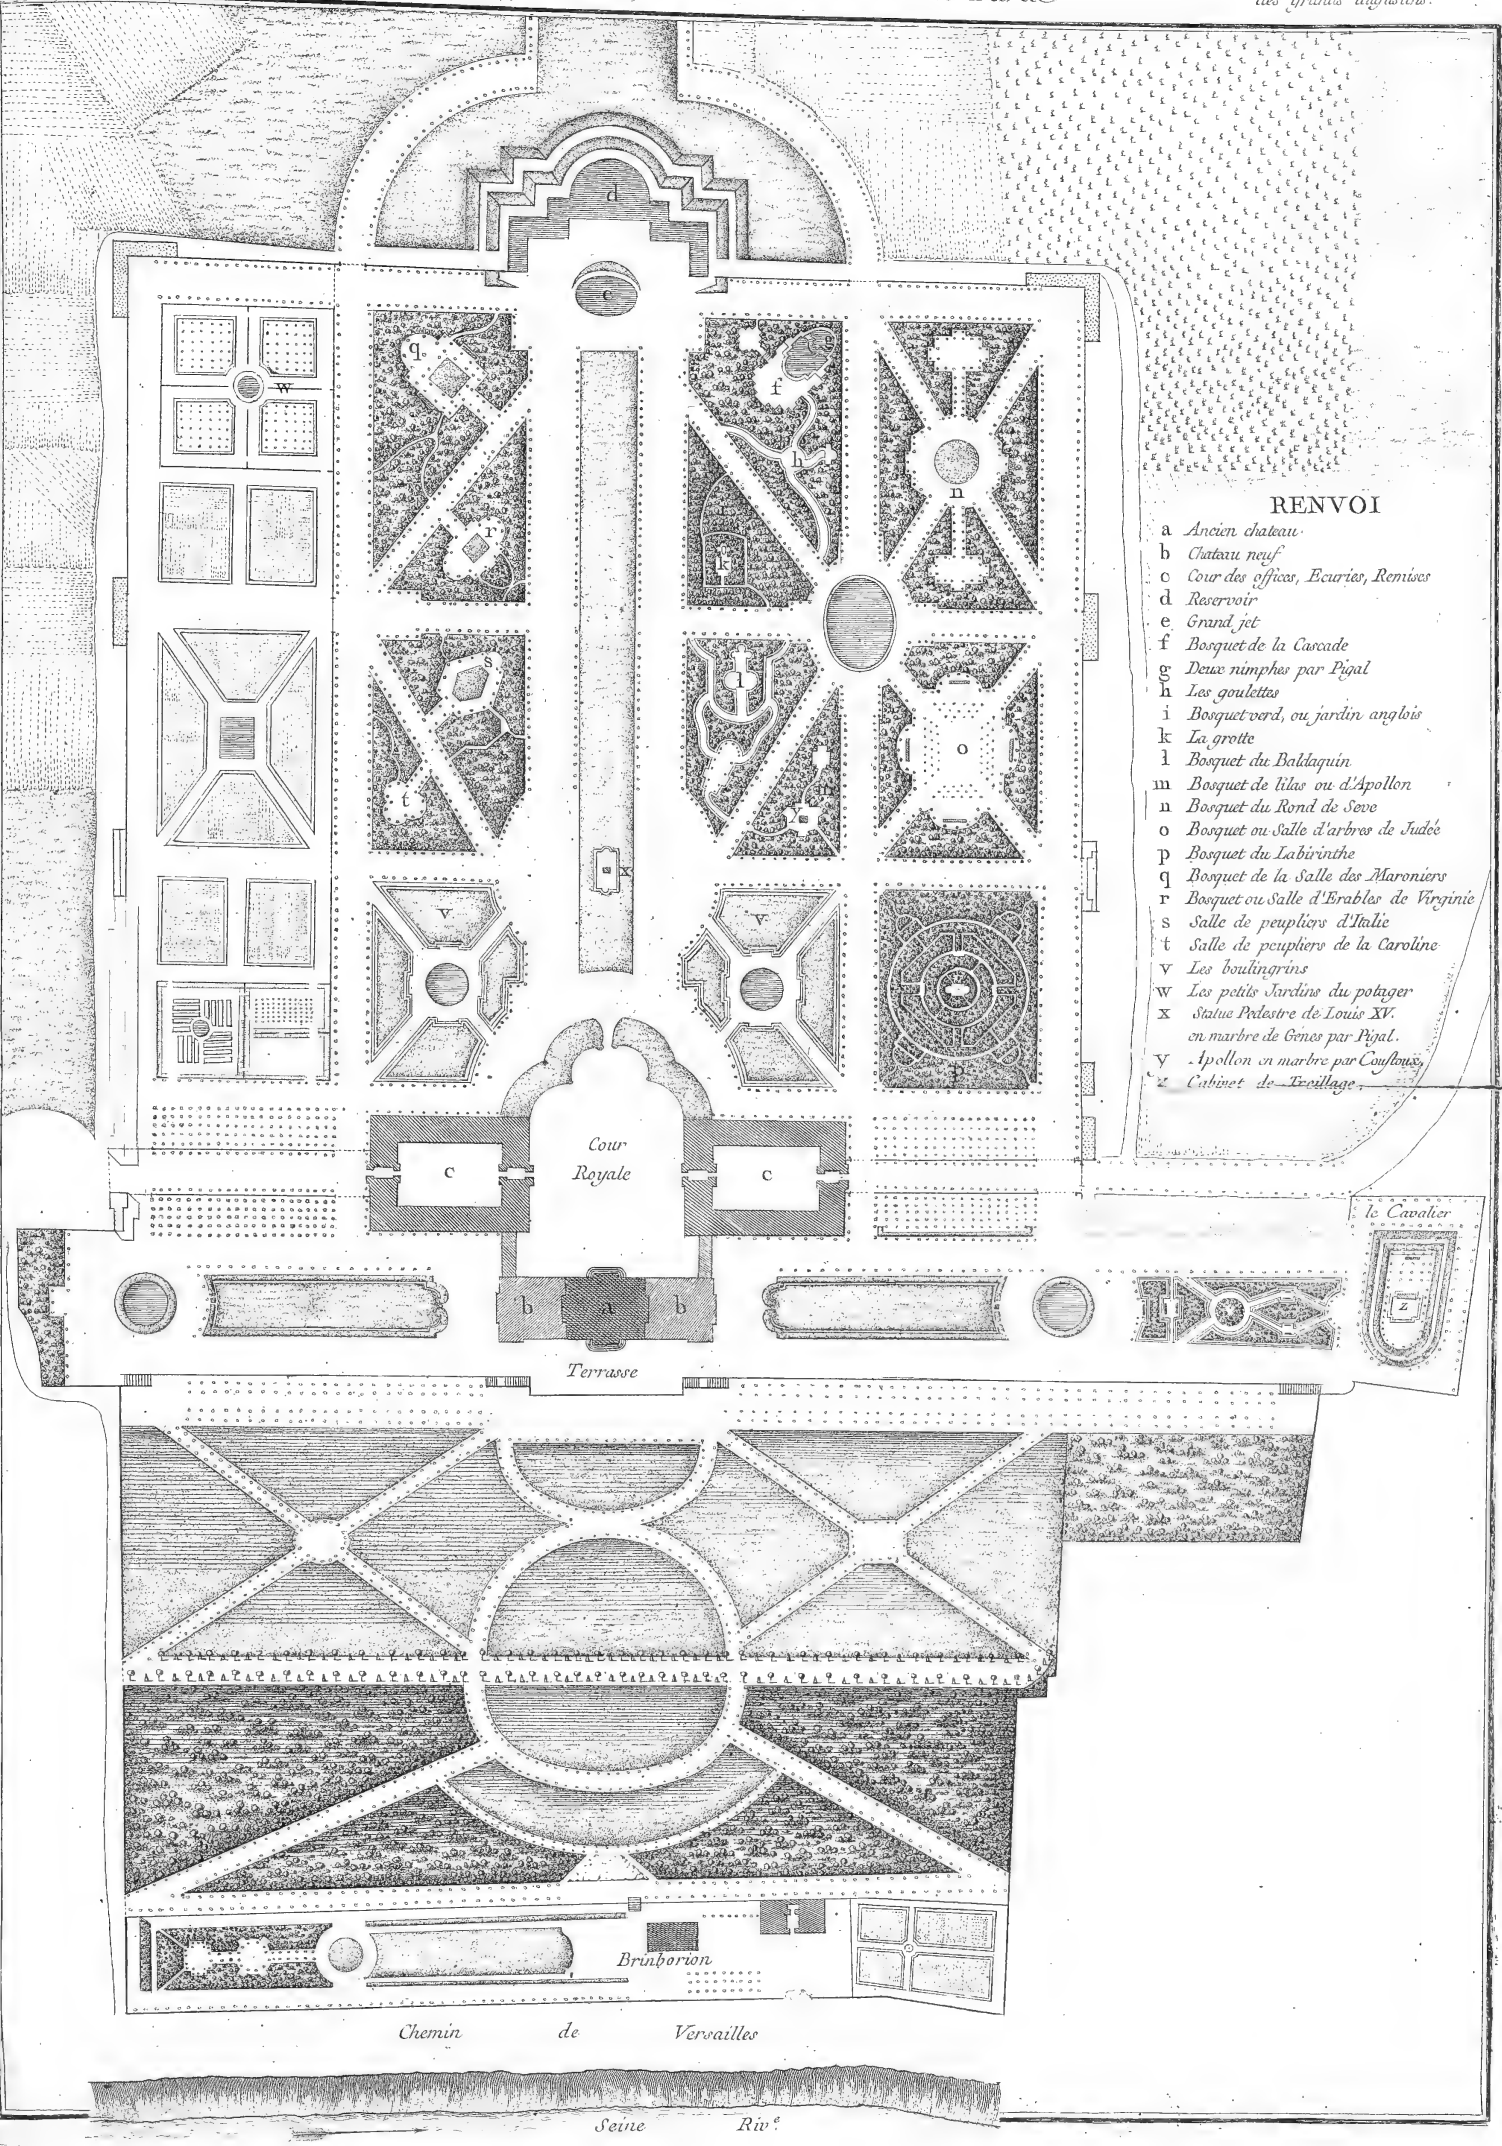 des grands augustins.
d
e
q
w
g
f
h
n
r
i
k
s
l
o
t
m
y
x
v
v
p
Cour
Royale
c
c
le Cavalier
z
b
a
b
Terrasse
RENVOI
a Ancien chateau.
b Chateau neuf
c Cour des offices, Ecuries, Remises
d Reservoir
e Grand jet
f Bosquet de la Cascade
g Deux nimphes par Pigal
h Les goulettes
i Bosquet verd, ou jardin anglois
k La grotte
l Bosquet du Baldaquin
m Bosquet de lilas ou d'Apollon
n Bosquet du Rond de Seve
o Bosquet ou Salle d'arbres de Judée
p Bosquet du Labirinthe
q Bosquet de la Salle des Maroniers
r Bosquet ou Salle d'Erables de Virginie
s Salle de peupliers d'Italie
t Salle de peupliers de la Caroline
v Les boulingrins
w Les petits Jardins du potager
x Statue Pedestre de Louis XV.
en marbre de Gênes par Pigal.
y Apollon en marbre par Coustoux,
z Cabinet de Treillage,
Brinborion
Chemin de Versailles
Seine Riv.e